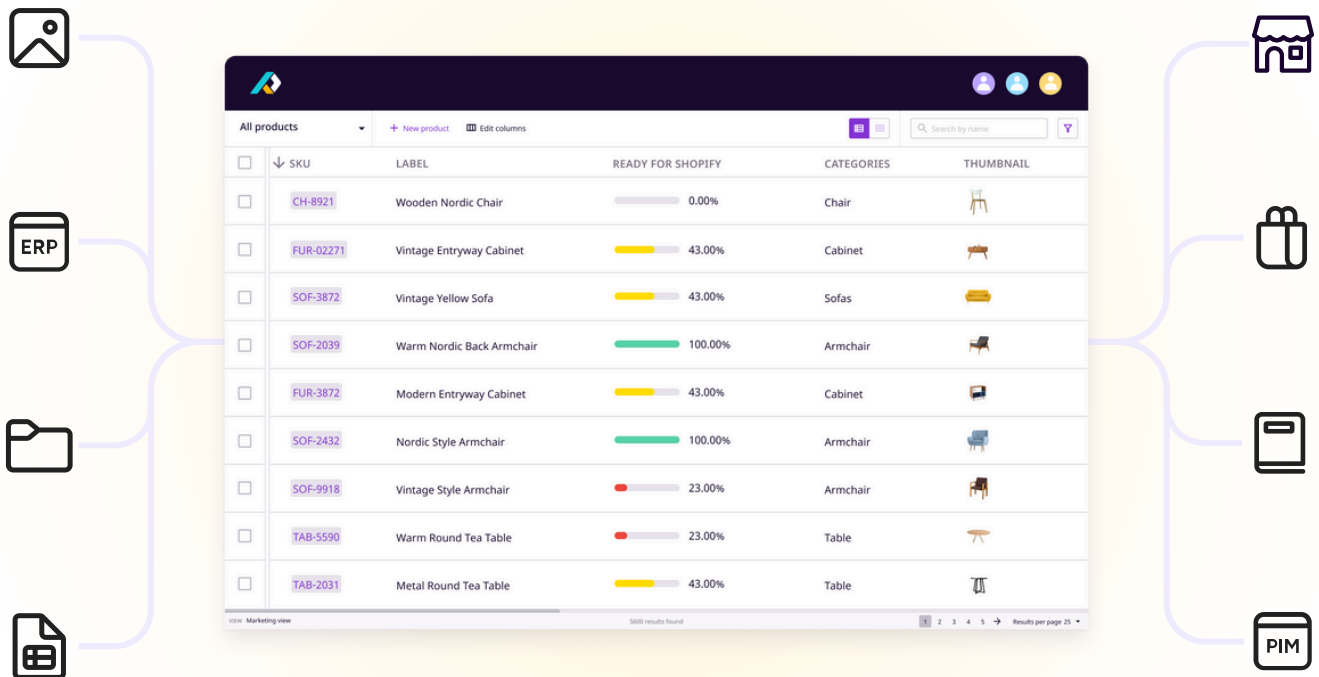 All products
+ New product
Edit columns
Search by name
SKU LABEL READY FOR SHOPIFY CATEGORIES THUMBNAIL
CH-8921 Wooden Nordic Chair 0.00% Chair
FUR-02271 Vintage Entryway Cabinet 43.00% Cabinet
ERP
SOF-3872 Vintage Yellow Sofa 43.00% Sofas
SOF-2039 Warm Nordic Back Armchair 100.00% Armchair
FUR-3872 Modern Entryway Cabinet 43.00% Cabinet
SOF-2432 Nordic Style Armchair 100.00% Armchair
SOF-9918 Vintage Style Armchair 23.00% Armchair
TAB-5590 Warm Round Tea Table 23.00% Table
TAB-2031 Metal Round Tea Table 43.00% Table
VIEW Marketing view 5600 results found 1 2 3 4 5 Results per page 25
PIM